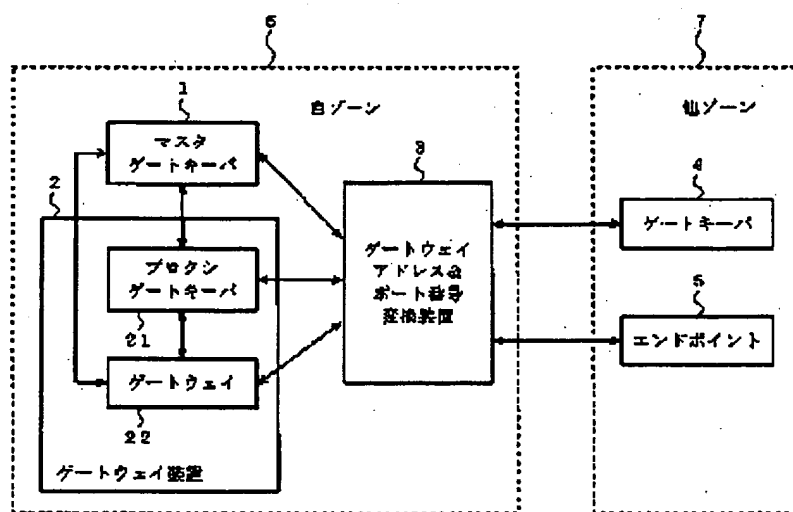 6
7
自ゾーン
他ゾーン
1
マスタ
ゲートキーパ
2
3
4
ゲートウェイ
アドレス&
ポート番号
変換装置
ゲートキーパ
プロクシ
ゲートキーパ
21
5
エンドポイント
ゲートウェイ
22
ゲートウェイ装置